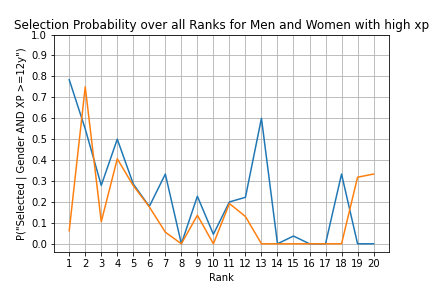 Selection Probability over all Ranks for Men and Women with high xp
P("Selected | Gender AND XP >=12y")
1.0
0.9
0.8
0.7
0.6
0.5
0.4
0.3
0.2
0.1
0.0
1 2 3 4 5 6 7 8 9 10 11 12 13 14 15 16 17 18 19 20
Rank